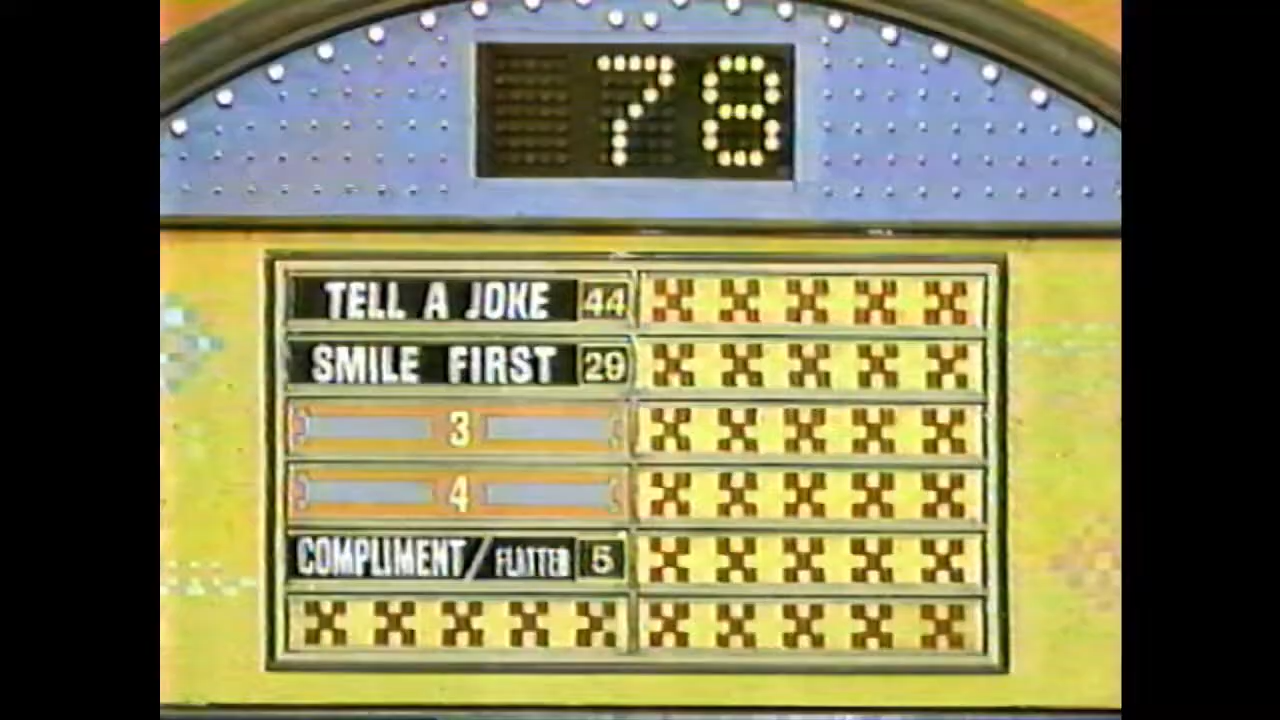 78
TELL A JOKE 44
SMILE FIRST 29
3
4
COMPLIMENT/FLATTER 5